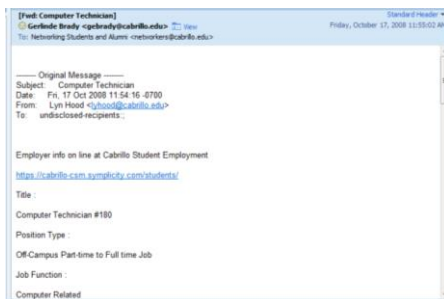 [Fwd: Computer Technician]
Standard Header
Gerlinde Brady <gebrady@cabrillo.edu> View
Friday, October 17, 2008 11:55:02 AM
To: Networking Students and Alumni <networkers@cabrillo.edu>
-------- Original Message --------
Subject: Computer Technician
Date: Fri, 17 Oct 2008 11:54:16 -0700
From: Lyn Hood <lyhood@cabrillo.edu>
To: undisclosed-recipients:;
Employer info on line at Cabrillo Student Employment
https://cabrillo-csm.symplicity.com/students/
Title :
Computer Technician #180
Position Type :
Off-Campus Part-time to Full time Job
Job Function :
Computer Related